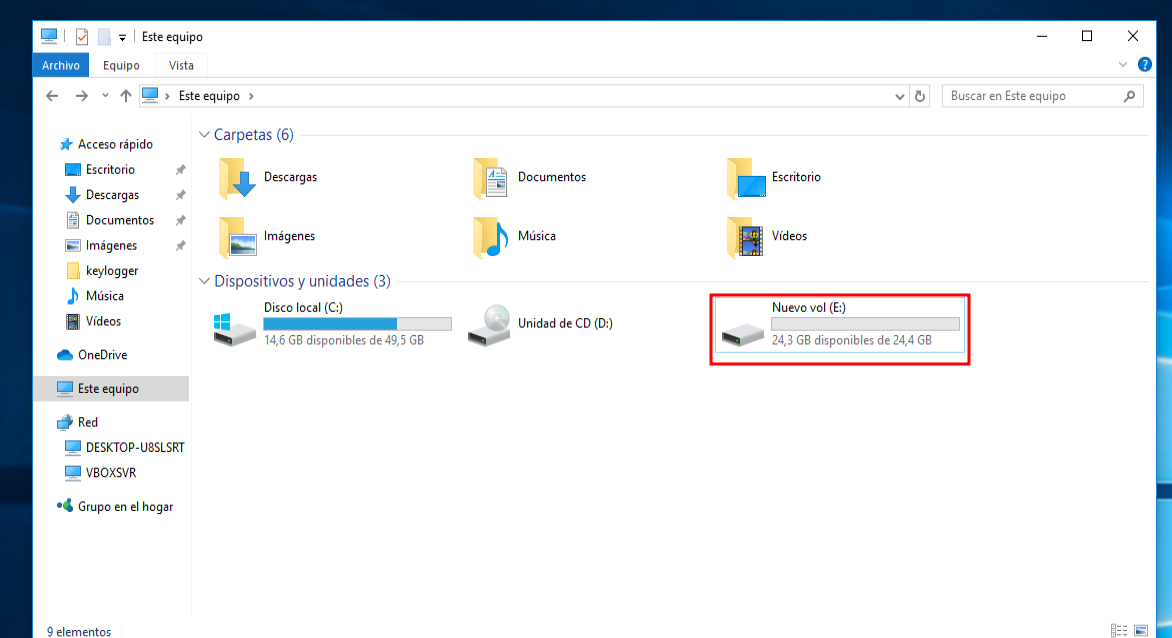 Este equipo
Archivo Equipo Vista
Este equipo
Buscar en Este equipo
Acceso rápido
Escritorio
Descargas
Documentos
Imágenes
keylogger
Música
Vídeos
OneDrive
Este equipo
Red
DESKTOP-U8SLSRT
VBOXSVR
Grupo en el hogar
Carpetas (6)
Descargas
Documentos
Escritorio
Imágenes
Música
Vídeos
Dispositivos y unidades (3)
Disco local (C:)
14,6 GB disponibles de 49,5 GB
Unidad de CD (D:)
Nuevo vol (E:)
24,3 GB disponibles de 24,4 GB
9 elementos